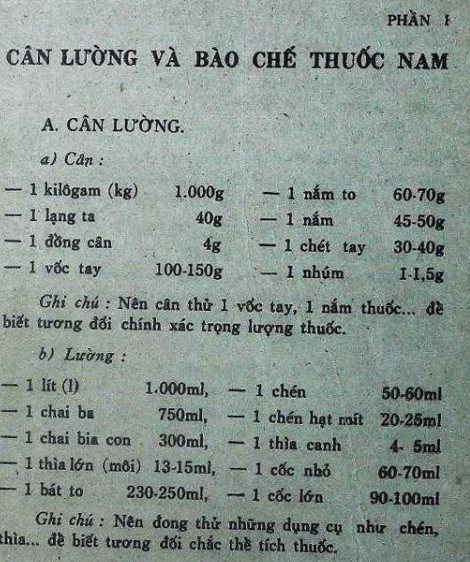 PHẦN I
CÂN LƯỜNG VÀ BÀO CHẾ THUỐC NAM
A. CÂN LƯỜNG.
a) Cân :
— 1 kilôgam (kg) 1.000g — 1 nắm to 60-70g
— 1 lạng ta 40g — 1 nắm 45-50g
— 1 đồng cân 4g — 1 chét tay 30-40g
— 1 vốc tay 100-150g — 1 nhúm 1-1,5g
Ghi chú : Nên cân thử 1 vốc tay, 1 nắm thuốc... để
biết tương đối chính xác trọng lượng thuốc.
b) Lường :
— 1 lít (l) 1.000ml, — 1 chén 50-60ml
— 1 chai ba 750ml, — 1 chén hạt mít 20-25ml
— 1 chai bia con 300ml, — 1 thìa canh 4- 5ml
— 1 thìa lớn (môi) 13-15ml, — 1 cốc nhỏ 60-70ml
— 1 bát to 230-250ml, — 1 cốc lớn 90-100ml
Ghi chú : Nên đong thử những dụng cụ như chén,
thìa... để biết tương đối chắc thể tích thuốc.